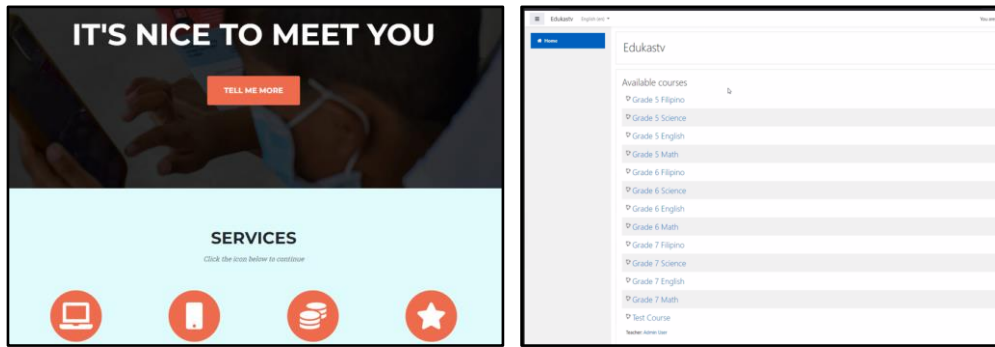 IT'S NICE TO MEET YOU
TELL ME MORE
SERVICES
Click the icon below to continue
Edukastv
Home
Edukastv
Available courses
Grade 5 Filipino
Grade 5 Science
Grade 5 English
Grade 5 Math
Grade 6 Filipino
Grade 6 Science
Grade 6 English
Grade 6 Math
Grade 7 Filipino
Grade 7 Science
Grade 7 English
Grade 7 Math
Test Course
Teacher: Admin User